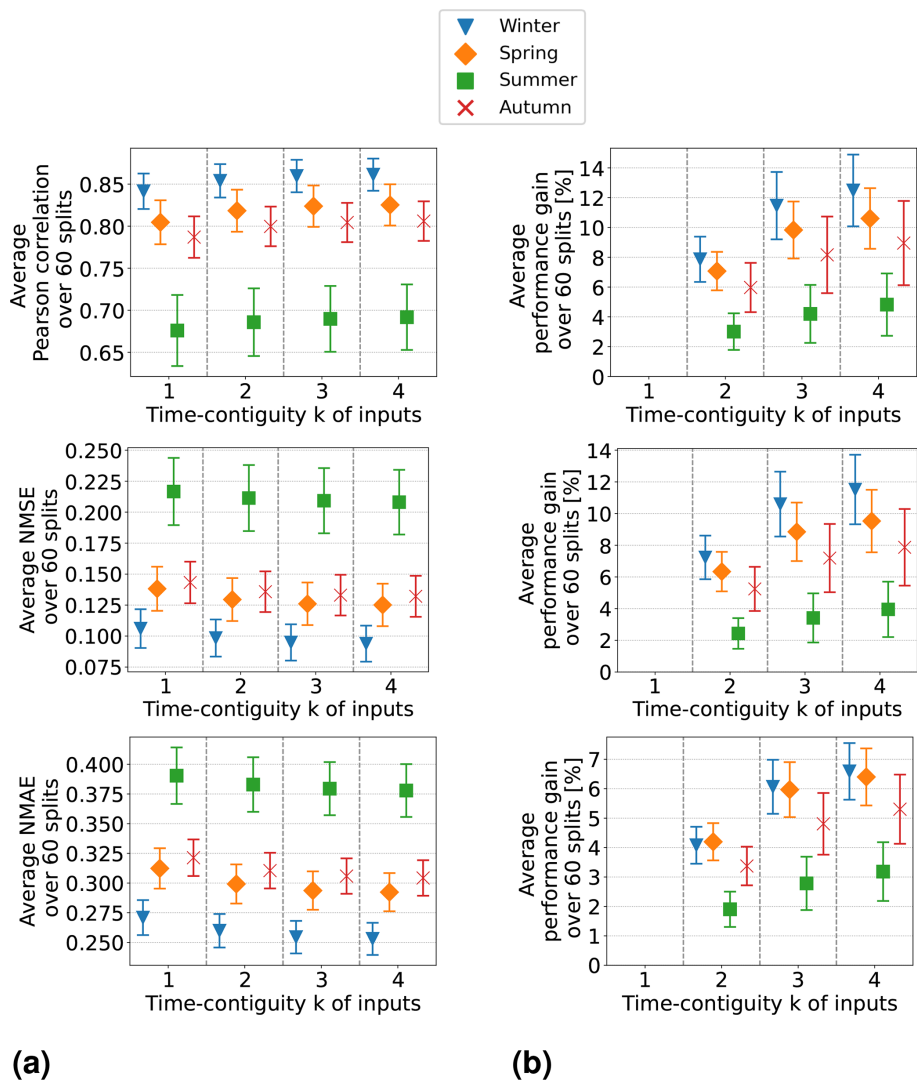 Winter
Spring
Summer
Autumn
Average
Pearson correlation
over 60 splits
0.85
0.80
0.75
0.70
0.65
1 2 3 4
Time-contiguity k of inputs
Average
performance gain
over 60 splits [%]
14
12
10
8
6
4
2
0
1 2 3 4
Time-contiguity k of inputs
Average NMSE
over 60 splits
0.250
0.225
0.200
0.175
0.150
0.125
0.100
0.075
1 2 3 4
Time-contiguity k of inputs
Average
performance gain
over 60 splits [%]
14
12
10
8
6
4
2
0
1 2 3 4
Time-contiguity k of inputs
Average NMAE
over 60 splits
0.400
0.375
0.350
0.325
0.300
0.275
0.250
1 2 3 4
Time-contiguity k of inputs
Average
performance gain
over 60 splits [%]
7
6
5
4
3
2
1
0
1 2 3 4
Time-contiguity k of inputs
(a)
(b)